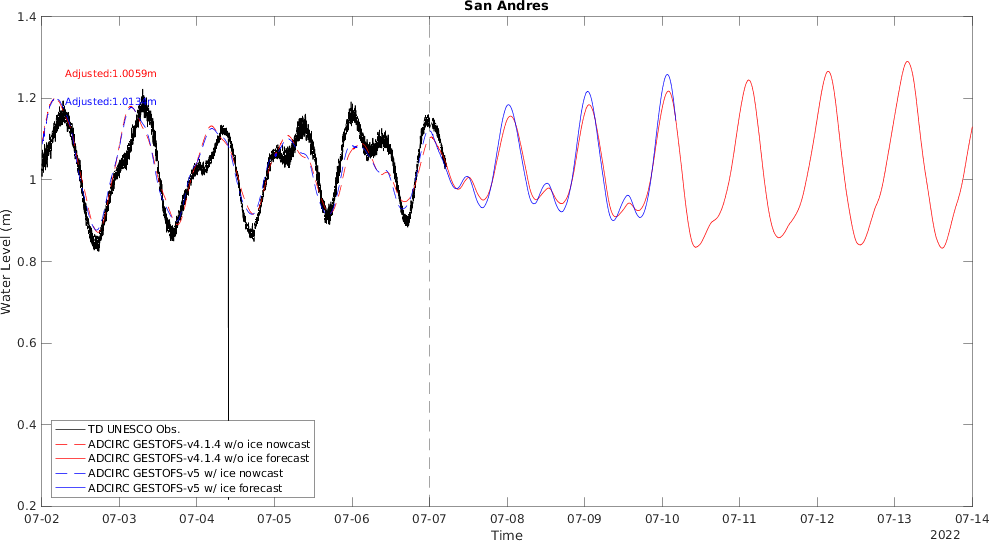 San Andres
1.4
1.2
1
0.8
0.6
0.4
0.2
Water Level (m)
Adjusted:1.0059m
TD UNESCO Obs.
ADCIRC GESTOFS-v4.1.4 w/o ice nowcast
ADCIRC GESTOFS-v4.1.4 w/o ice forecast
ADCIRC GESTOFS-v5 w/ ice nowcast
ADCIRC GESTOFS-v5 w/ ice forecast
07-02 07-03 07-04 07-05 07-06 07-07 07-08 07-09 07-10 07-11 07-12 07-13 07-14
Time
2022